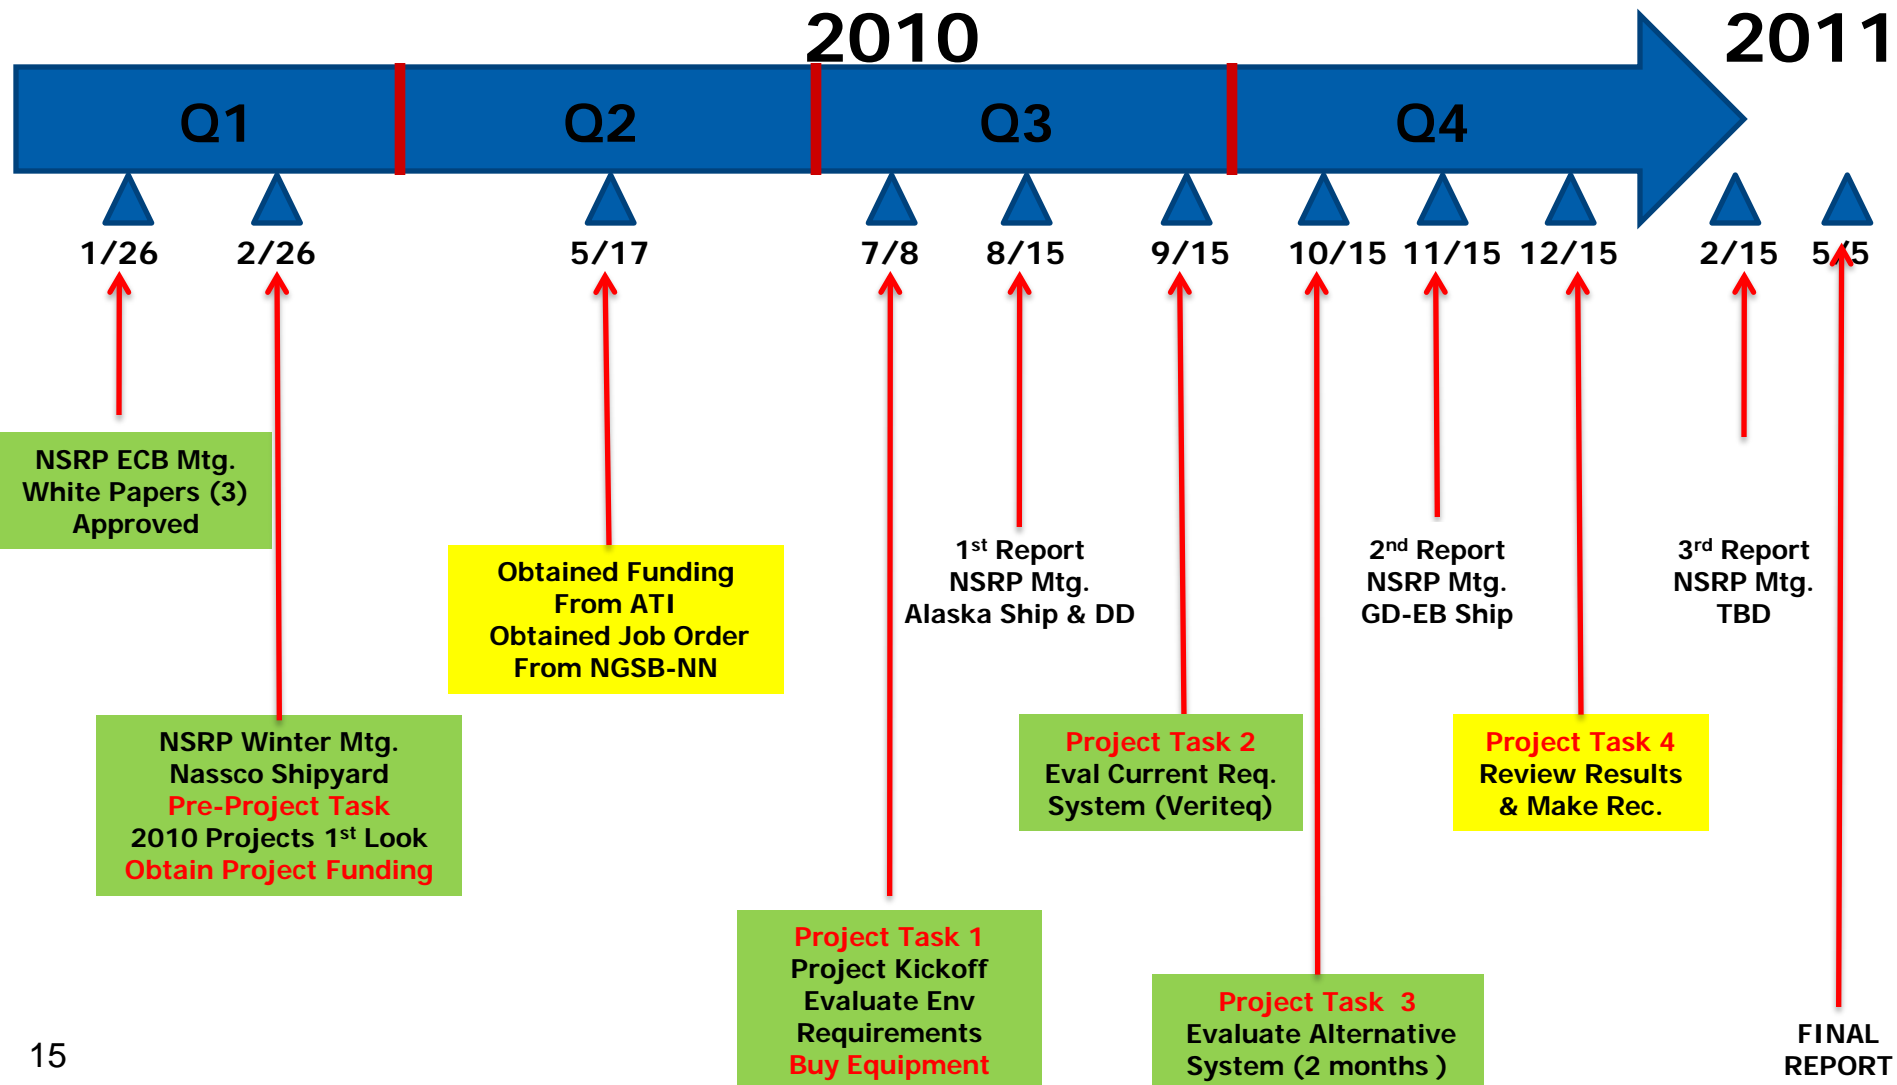 2010
2011
Q1
Q2
Q3
Q4
1/26
2/26
5/17
7/8
8/15
9/15
10/15
11/15
12/15
2/15
5/5
NSRP ECB Mtg.
White Papers (3)
Approved
NSRP Winter Mtg.
Nassco Shipyard
Pre-Project Task
2010 Projects 1st Look
Obtain Project Funding
Obtained Funding
From ATI
Obtained Job Order
From NGSB-NN
Project Task 1
Project Kickoff
Evaluate Env
Requirements
Buy Equipment
1st Report
NSRP Mtg.
Alaska Ship & DD
Project Task 2
Eval Current Req.
System (Veriteq)
Project Task 3
Evaluate Alternative
System (2 months )
2nd Report
NSRP Mtg.
GD-EB Ship
Project Task 4
Review Results
& Make Rec.
3rd Report
NSRP Mtg.
TBD
FINAL
REPORT
15